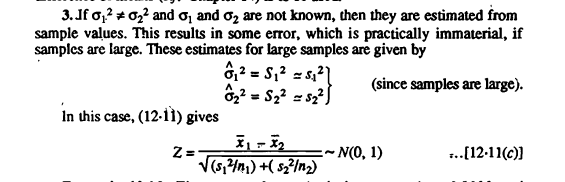 3. If σ₁² ≠ σ₂² and σ₁ and σ₂ are not known, then they are estimated from
sample values. This results in some error, which is practically immaterial, if
samples are large. These estimates for large samples are given by
σ̂₁² = S₁² ≃ s₁²
σ̂₂² = S₂² ≃ s₂² } (since samples are large).
In this case, (12·11) gives
Z = (x̄₁ − x̄₂) / √((s₁²/n₁) + (s₂²/n₂)) ~ N(0, 1) ...[12·11(c)]